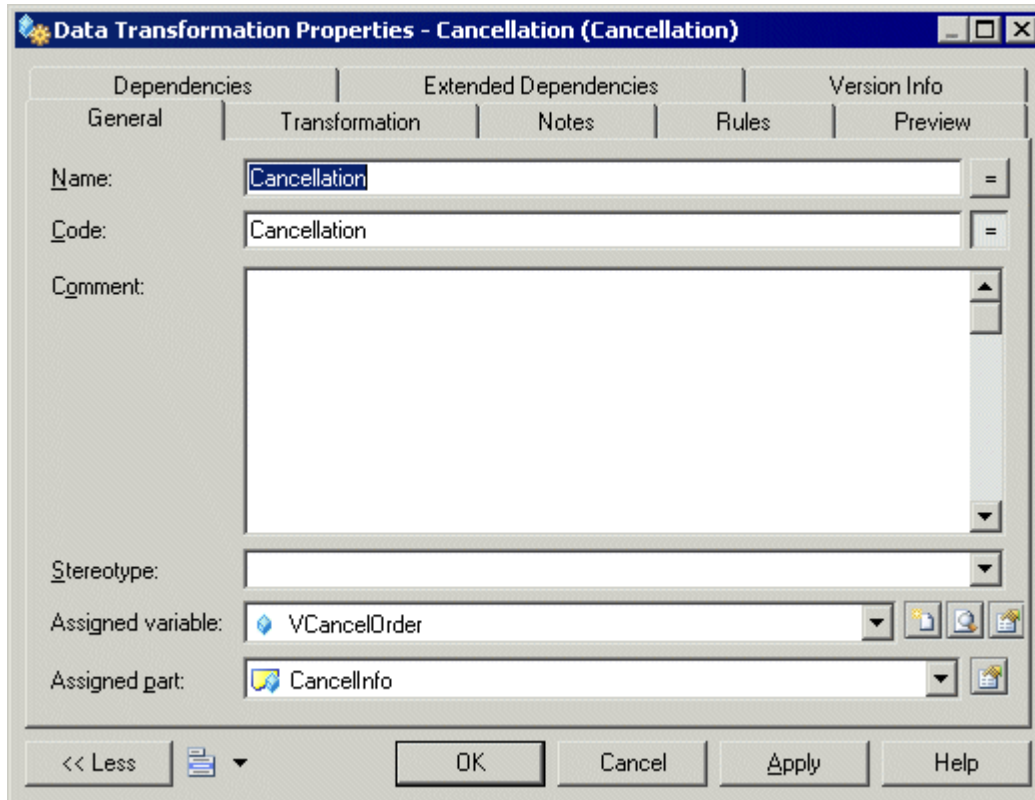 Data Transformation Properties - Cancellation (Cancellation)
Dependencies Extended Dependencies Version Info
General Transformation Notes Rules Preview
Name: Cancellation =
Code: Cancellation =
Comment:
Stereotype:
Assigned variable: VCancelOrder
Assigned part: CancelInfo
<< Less OK Cancel Apply Help